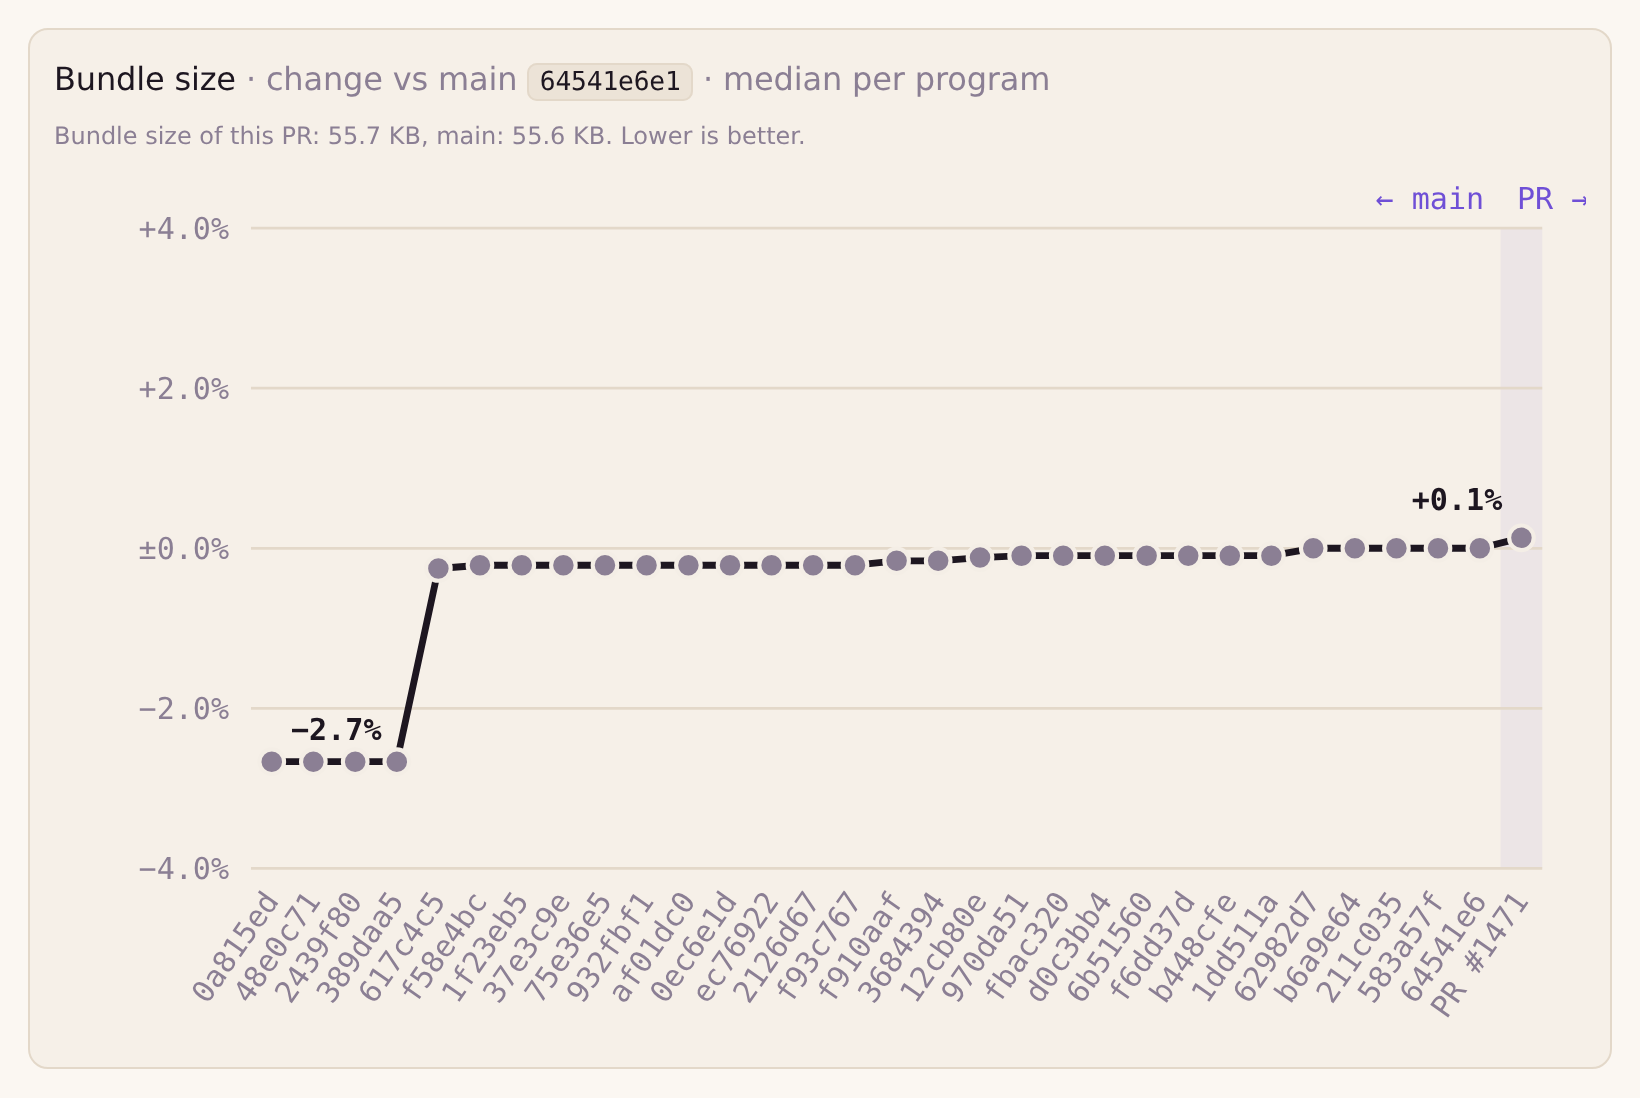 Bundle size · change vs main 64541e6e1 · median per program
Bundle size of this PR: 55.7 KB, main: 55.6 KB. Lower is better.
← main PR →
+4.0%
+2.0%
±0.0%
−2.0%
−4.0%
+0.1%
−2.7%
0a815ed
48e0c71
2439f80
389daa5
617c4c5
f58e4bc
1f23eb5
37e3c9e
75e36e5
932fbf1
af01dc0
0ec6e1d
ec76922
2126d67
f93c767
f910aaf
3684394
12cb80e
970da51
fbac320
d0c3bb4
6b51560
f6dd37d
b448cfe
1dd511a
62982d7
b6a9e64
211c035
583a57f
64541e6
PR #1471